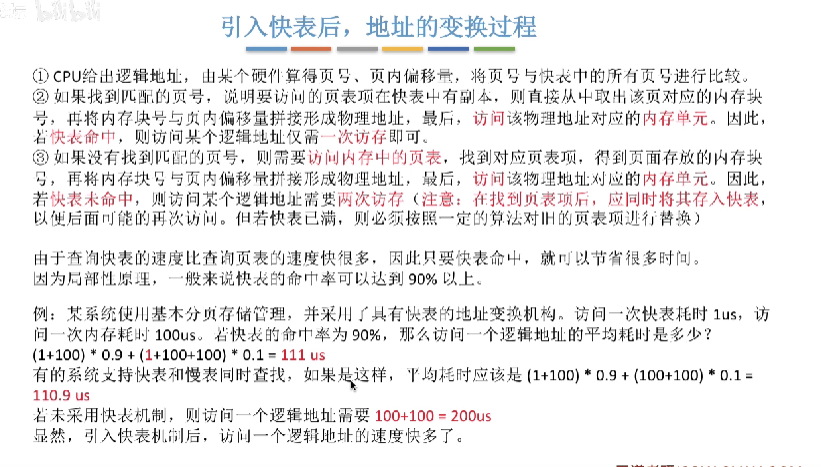 bilibili
引入快表后，地址的变换过程
① CPU给出逻辑地址，由某个硬件算得页号、页内偏移量，将页号与快表中的所有页号进行比较。
② 如果找到匹配的页号，说明要访问的页表项在快表中有副本，则直接从中取出该页对应的内存块
号，再将内存块号与页内偏移量拼接形成物理地址，最后，访问该物理地址对应的内存单元。因此，
若快表命中，则访问某个逻辑地址仅需一次访存即可。
③ 如果没有找到匹配的页号，则需要访问内存中的页表，找到对应页表项，得到页面存放的内存块
号，再将内存块号与页内偏移量拼接形成物理地址，最后，访问该物理地址对应的内存单元。因此，
若快表未命中，则访问某个逻辑地址需要两次访存（注意：在找到页表项后，应同时将其存入快表，
以便后面可能的再次访问。但若快表已满，则必须按照一定的算法对旧的页表项进行替换）
由于查询快表的速度比查询页表的速度快很多，因此只要快表命中，就可以节省很多时间。
因为局部性原理，一般来说快表的命中率可以达到 90% 以上。
例：某系统使用基本分页存储管理，并采用了具有快表的地址变换机构。访问一次快表耗时 1us，访
问一次内存耗时 100us。若快表的命中率为 90%，那么访问一个逻辑地址的平均耗时是多少？
(1+100) * 0.9 + (1+100+100) * 0.1 = 111 us
有的系统支持快表和慢表同时查找，如果是这样，平均耗时应该是 (1+100) * 0.9 + (100+100) * 0.1 =
110.9 us
若未采用快表机制，则访问一个逻辑地址需要 100+100 = 200us
显然，引入快表机制后，访问一个逻辑地址的速度快多了。